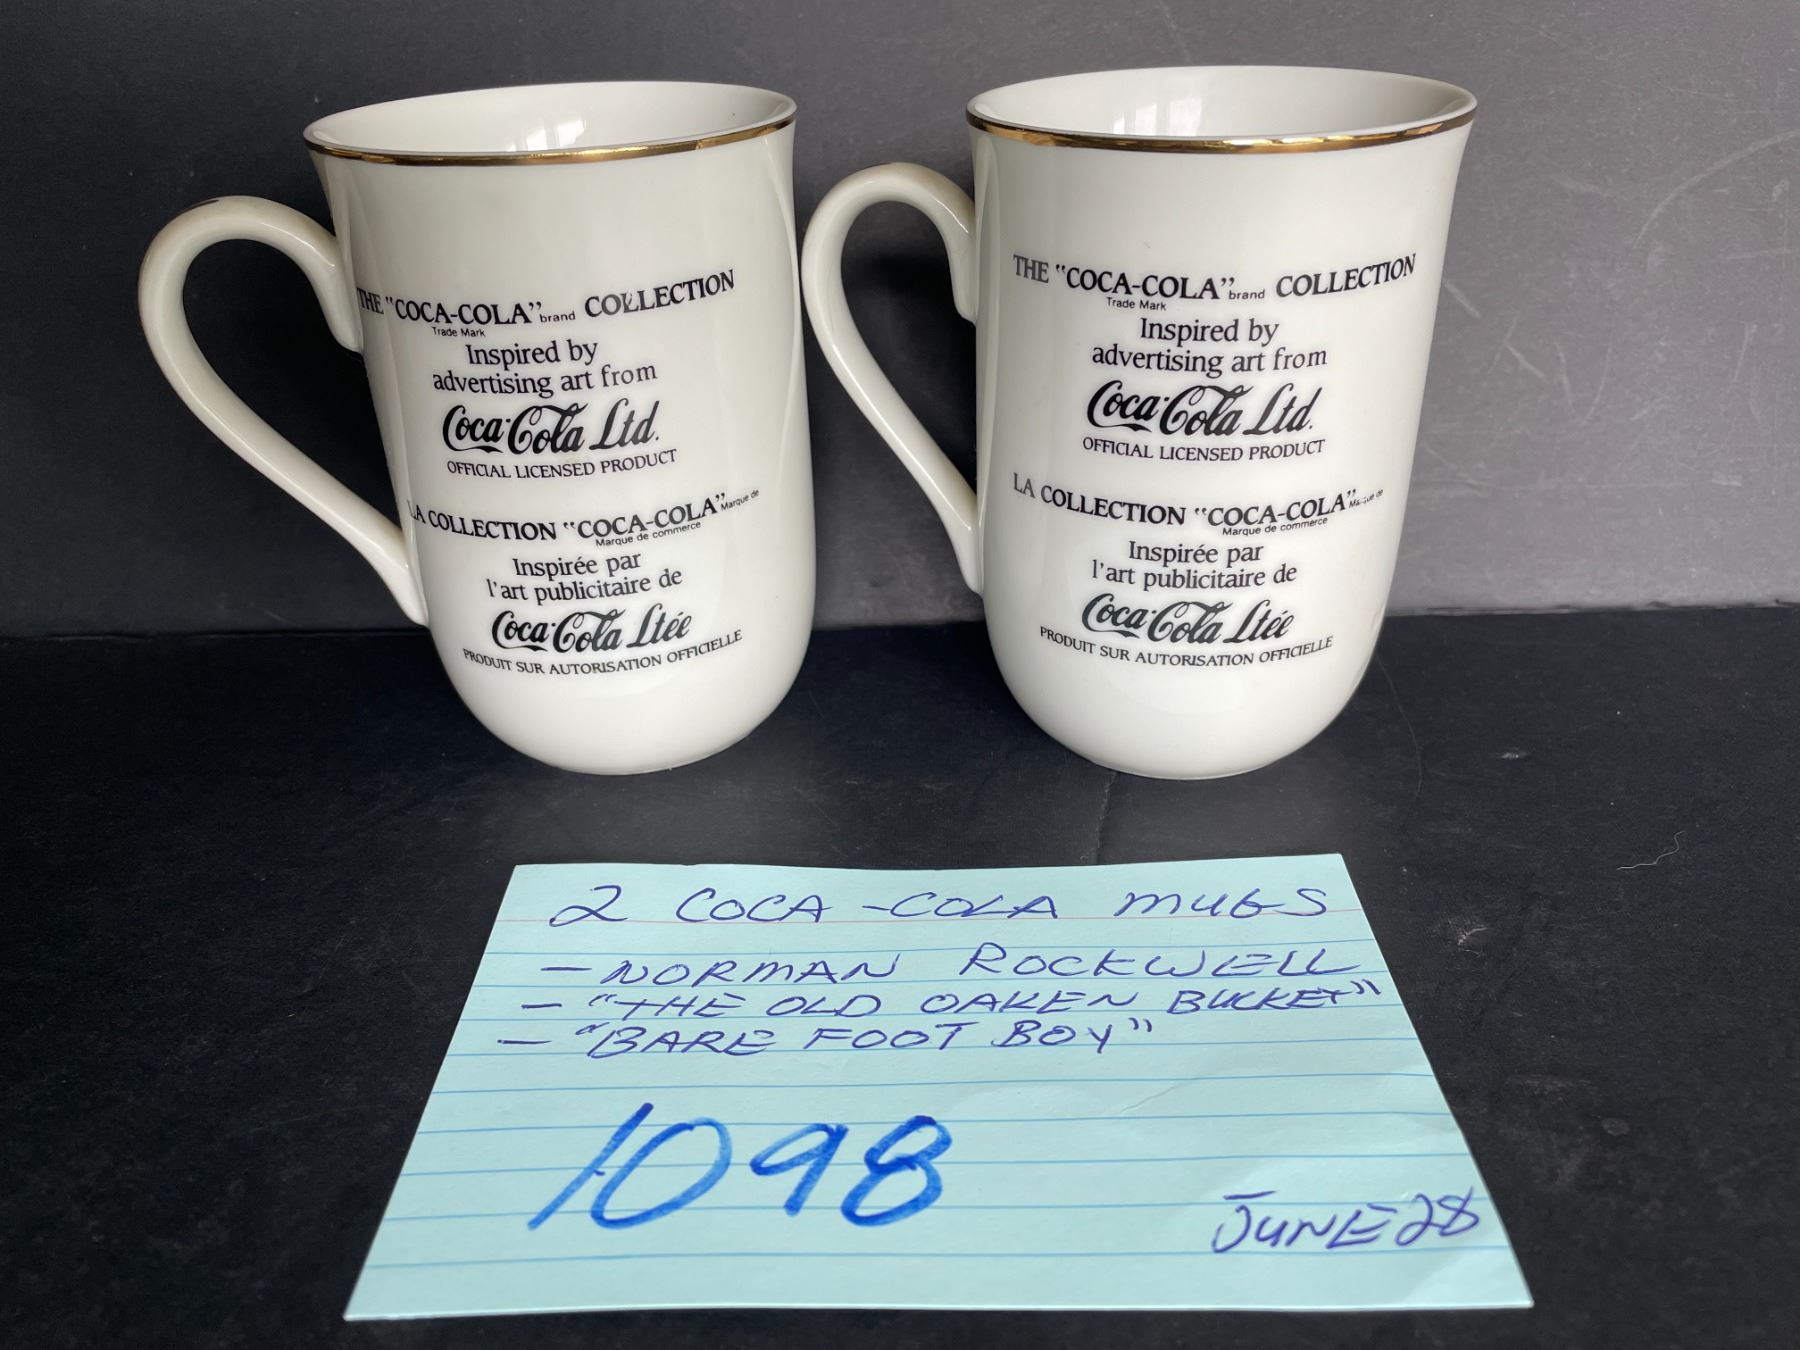 THE "COCA-COLA" brand COLLECTION
Trade Mark
Inspired by
advertising art from
Coca-Cola Ltd.
OFFICIAL LICENSED PRODUCT
LA COLLECTION "COCA-COLA" Marque de
Marque de commerce
Inspirée par
l'art publicitaire de
Coca-Cola Ltée
PRODUIT SUR AUTORISATION OFFICIELLE
THE "COCA-COLA" brand COLLECTION
Trade Mark
Inspired by
advertising art from
Coca-Cola Ltd.
OFFICIAL LICENSED PRODUCT
LA COLLECTION "COCA-COLA" Marque de
Marque de commerce
Inspirée par
l'art publicitaire de
Coca-Cola Ltée
PRODUIT SUR AUTORISATION OFFICIELLE
2 COCA-COLA MUGS
- NORMAN ROCKWELL
- "THE OLD OAKEN BUCKET"
- "BARE FOOT BOY"
1098
JUNE 28